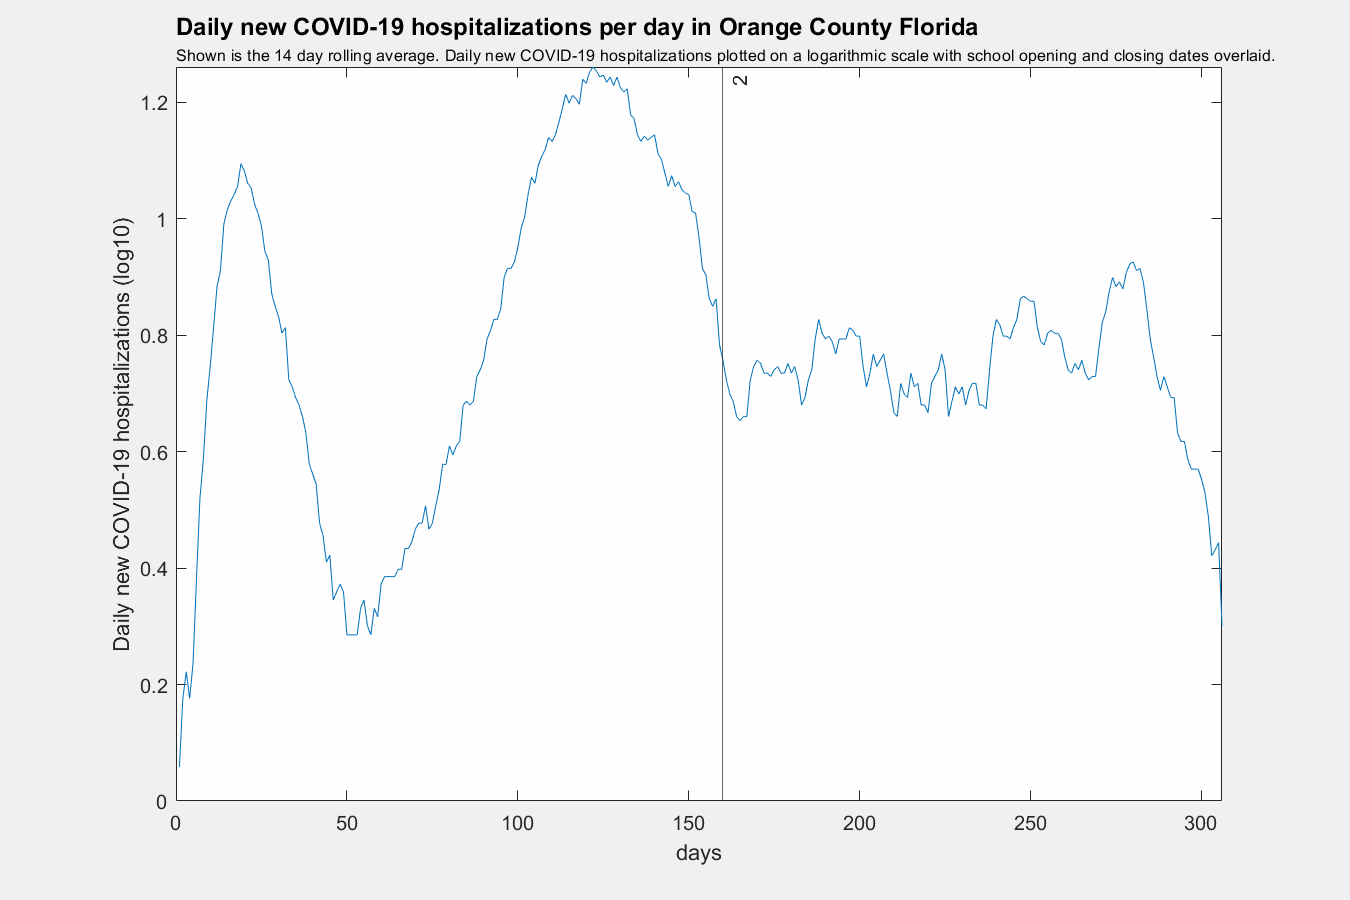 Daily new COVID-19 hospitalizations per day in Orange County Florida
Shown is the 14 day rolling average. Daily new COVID-19 hospitalizations plotted on a logarithmic scale with school opening and closing dates overlaid.
2
1.2
1
0.8
0.6
0.4
0.2
0
Daily new COVID-19 hospitalizations (log10)
0 50 100 150 200 250 300
days